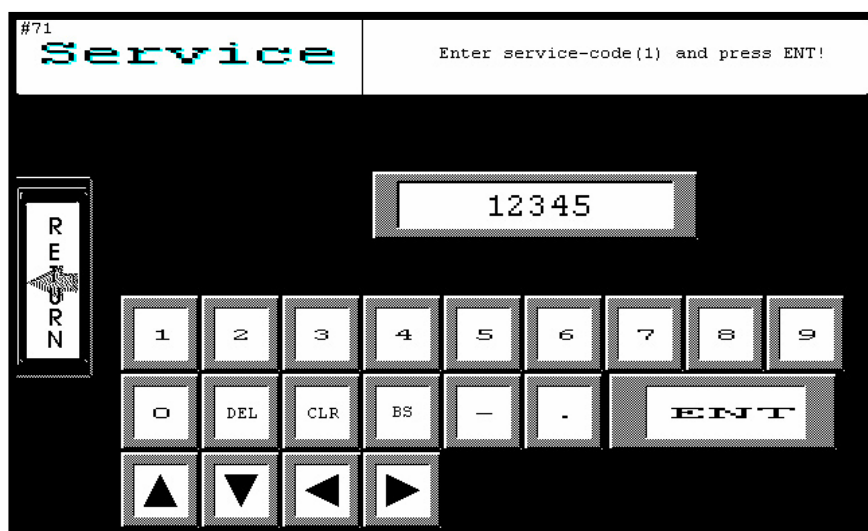 #71
Service
Enter service-code(1) and press ENT!
12345
RETURN
1 2 3 4 5 6 7 8 9
0 DEL CLR BS - . ENT